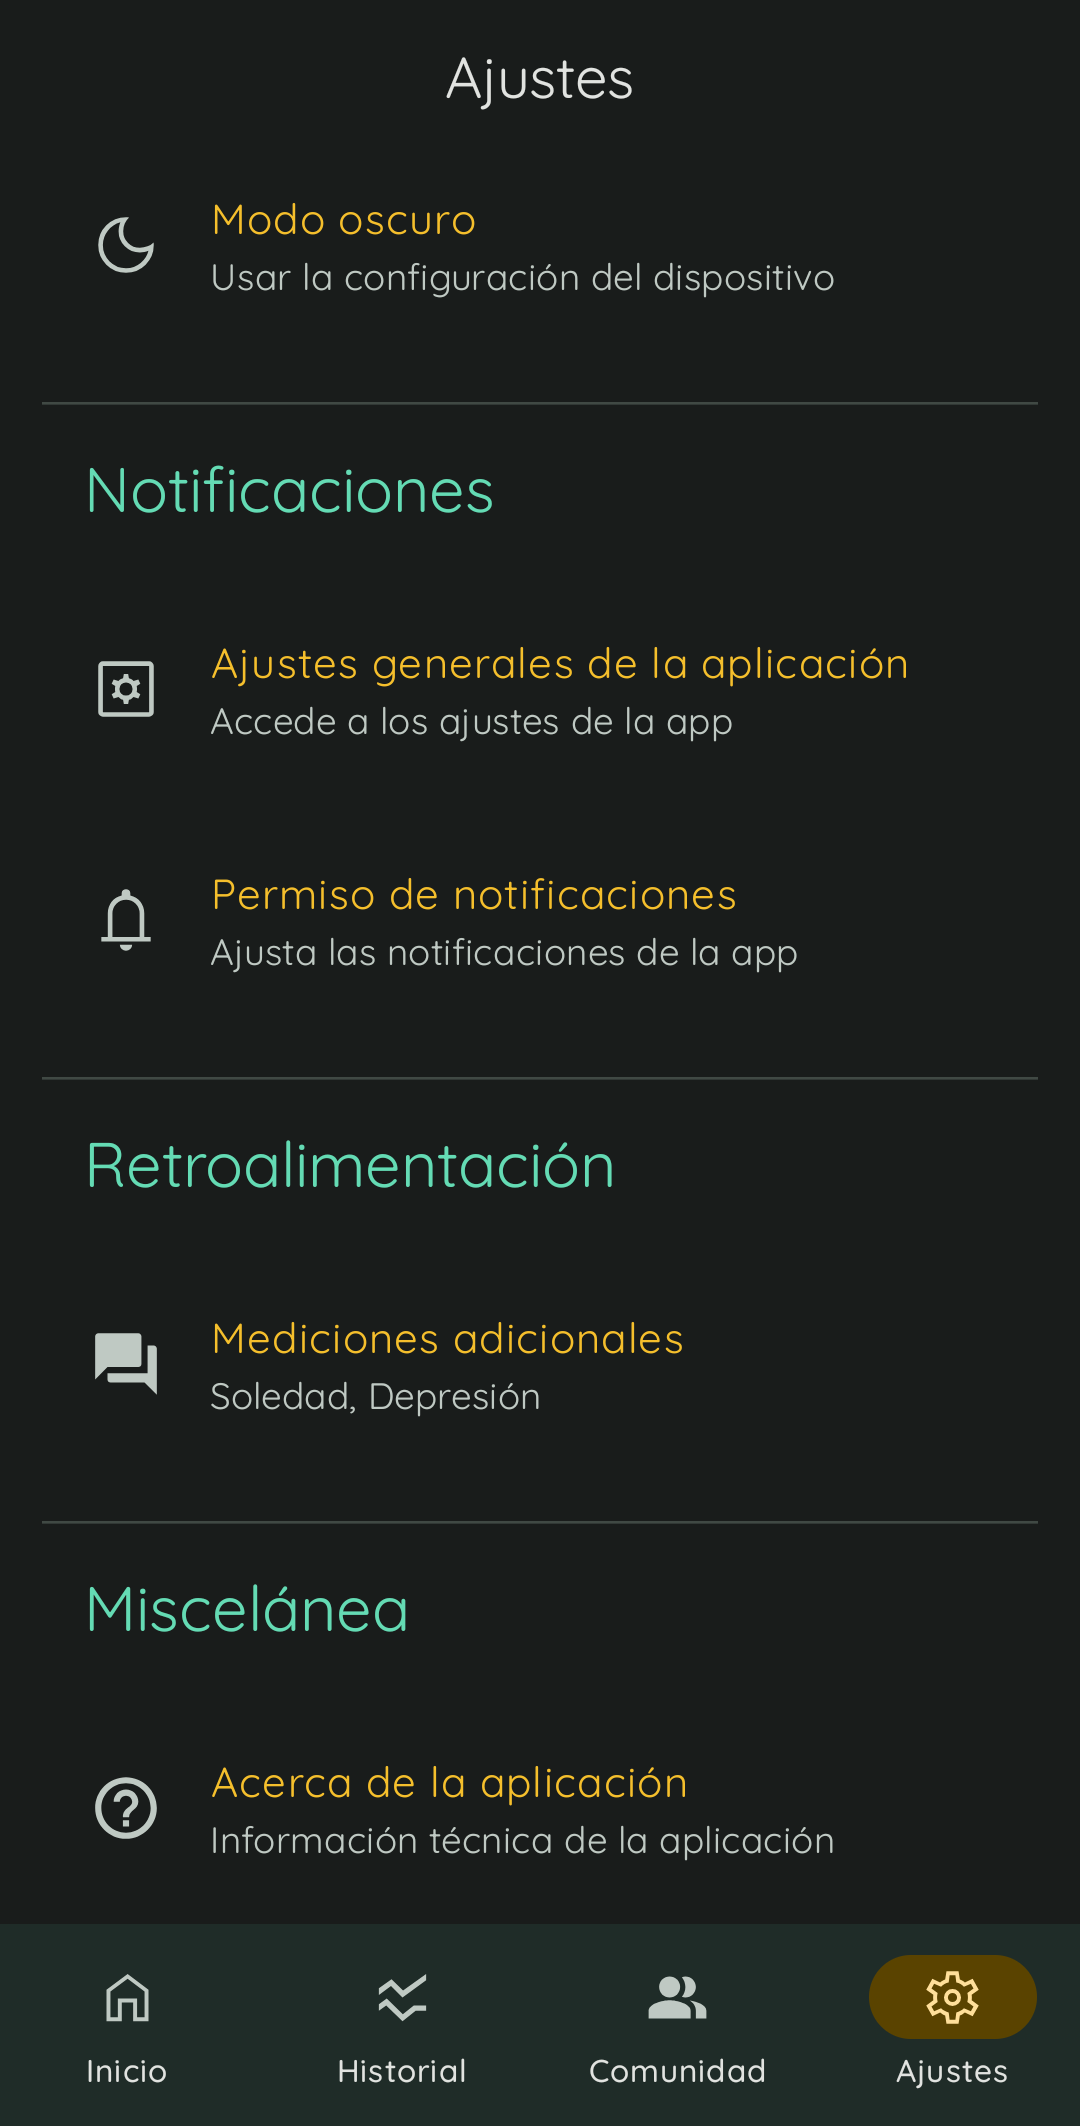 Ajustes
Modo oscuro
Usar la configuración del dispositivo
Notificaciones
Ajustes generales de la aplicación
Accede a los ajustes de la app
Permiso de notificaciones
Ajusta las notificaciones de la app
Retroalimentación
Mediciones adicionales
Soledad, Depresión
Miscelánea
Acerca de la aplicación
Información técnica de la aplicación
Inicio
Historial
Comunidad
Ajustes